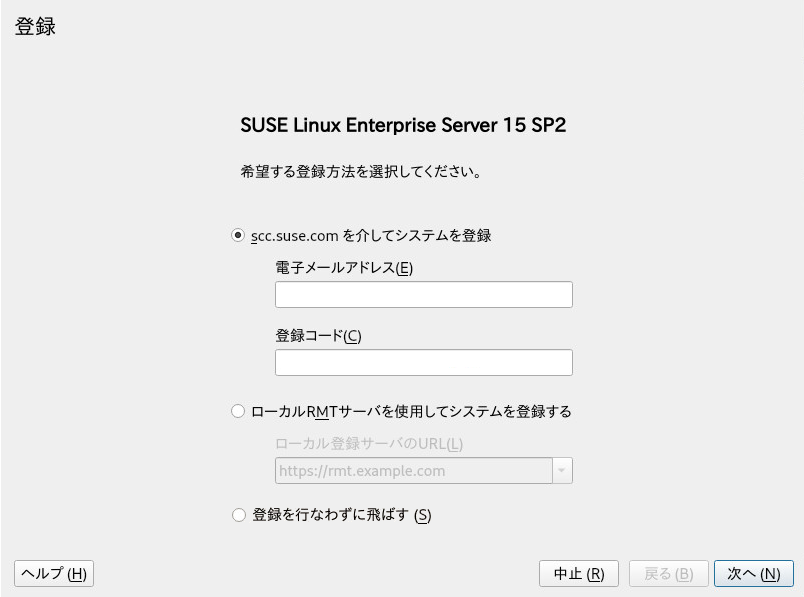 登録
SUSE Linux Enterprise Server 15 SP2
希望する登録方法を選択してください。
scc.suse.com を介してシステムを登録
電子メールアドレス(E)
登録コード(C)
ローカルRMTサーバを使用してシステムを登録する
ローカル登録サーバのURL(L)
https://rmt.example.com
登録を行なわずに飛ばす (S)
ヘルプ (H) 中止 (R) 戻る (B) 次へ (N)